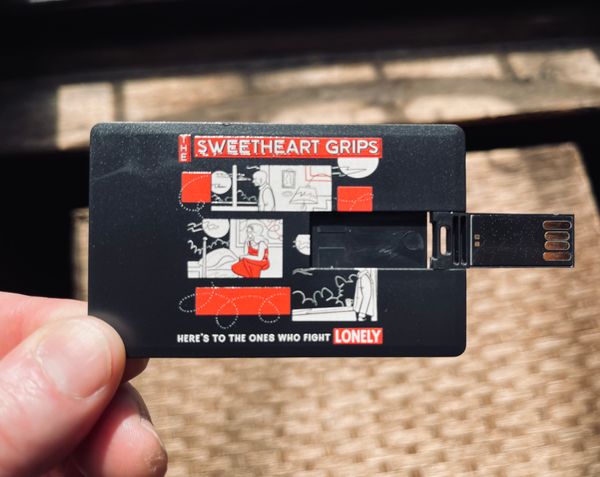 THE SWEETHEART GRIPS
HERE'S TO THE ONES WHO FIGHT LONELY